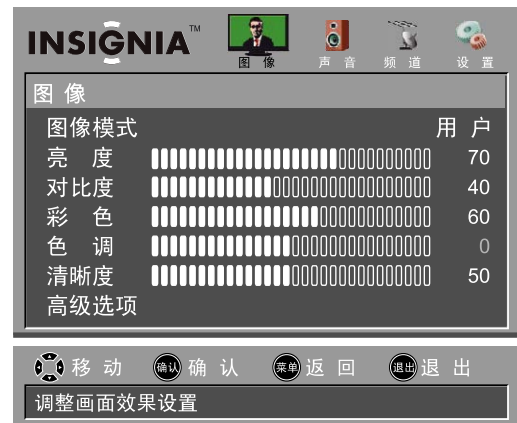 INSIGNIA™
图像 声音 频道 设置
图像
图像模式 用户
亮度 70
对比度 40
彩色 60
色调 0
清晰度 50
高级选项
移动 确认 确认 菜单 返回 退出 退出
调整画面效果设置